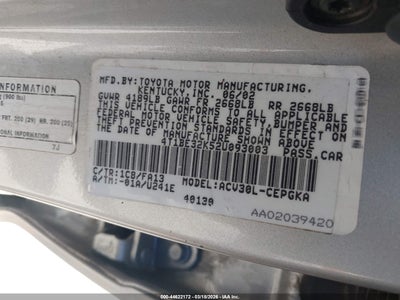 INFORMATION
MFD.BY:TOYOTA MOTOR MANUFACTURING,
KENTUCKY,INC. 06/02
GVWR 4185LB GAWR FR 2668LB RR 2668LB
THIS VEHICLE CONFORMS TO ALL APPLICABLE
FEDERAL MOTOR VEHICLE SAFETY, BUMPER, AND
THEFT PREVENTION STANDARDS IN EFFECT ON
THE DATE OF MANUFACTURE SHOWN ABOVE.
4T1BE32K52U093003 PASS.CAR
C/TR:1C8/FA13 MODEL:ACV30L-CEPGKA
A/TM:-01A/U241E
40130
AA02039420
000-44622172 - 03/18/2026 - IAAI.COM